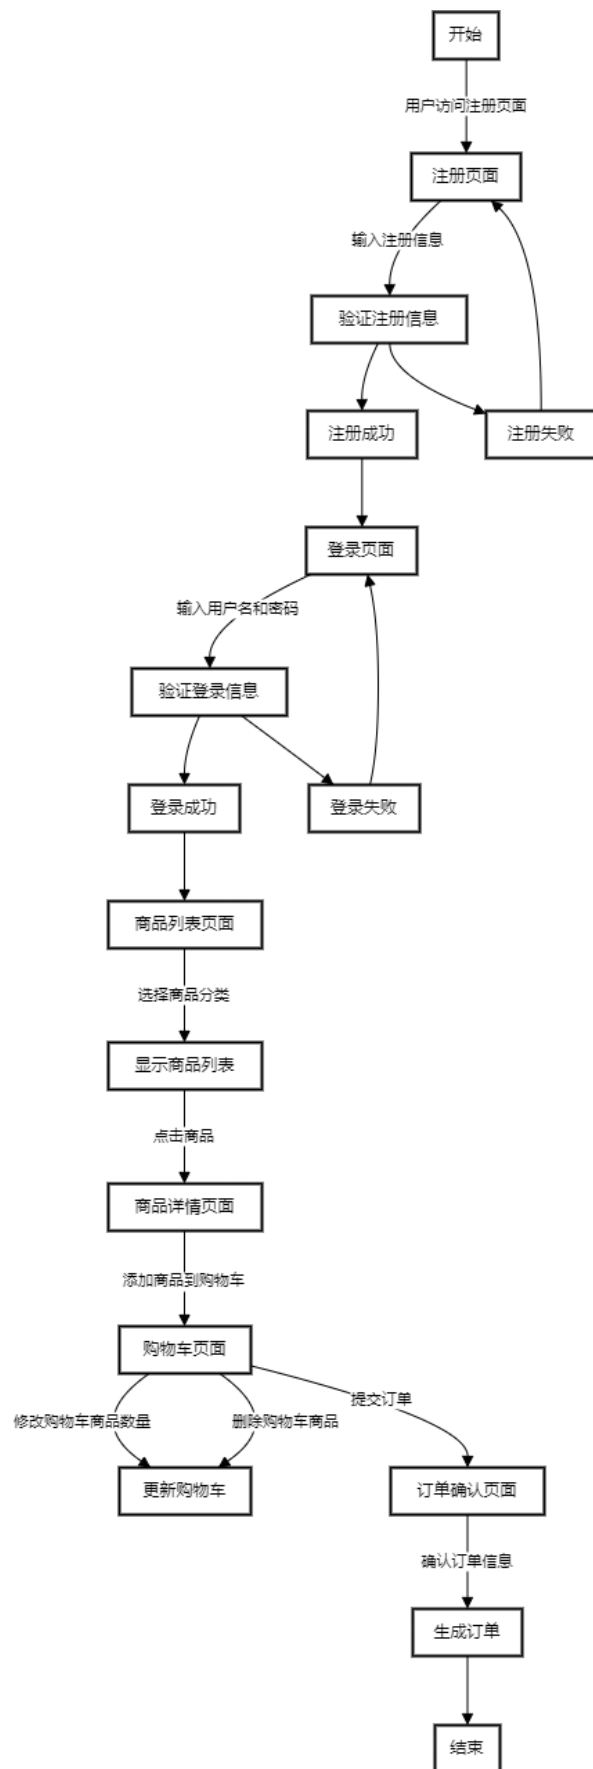 开始
用户访问注册页面
注册页面
输入注册信息
验证注册信息
注册成功
注册失败
登录页面
输入用户名和密码
验证登录信息
登录成功
登录失败
商品列表页面
选择商品分类
显示商品列表
点击商品
商品详情页面
添加商品到购物车
购物车页面
提交订单
修改购物车商品数量
删除购物车商品
更新购物车
订单确认页面
确认订单信息
生成订单
结束